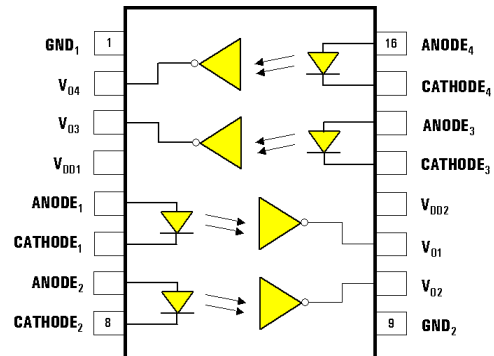 GND1 1 16 ANODE4
VO4 CATHODE4
VO3 ANODE3
VDD1 CATHODE3
ANODE1 VDD2
CATHODE1 VO1
ANODE2 VO2
CATHODE2 8 9 GND2